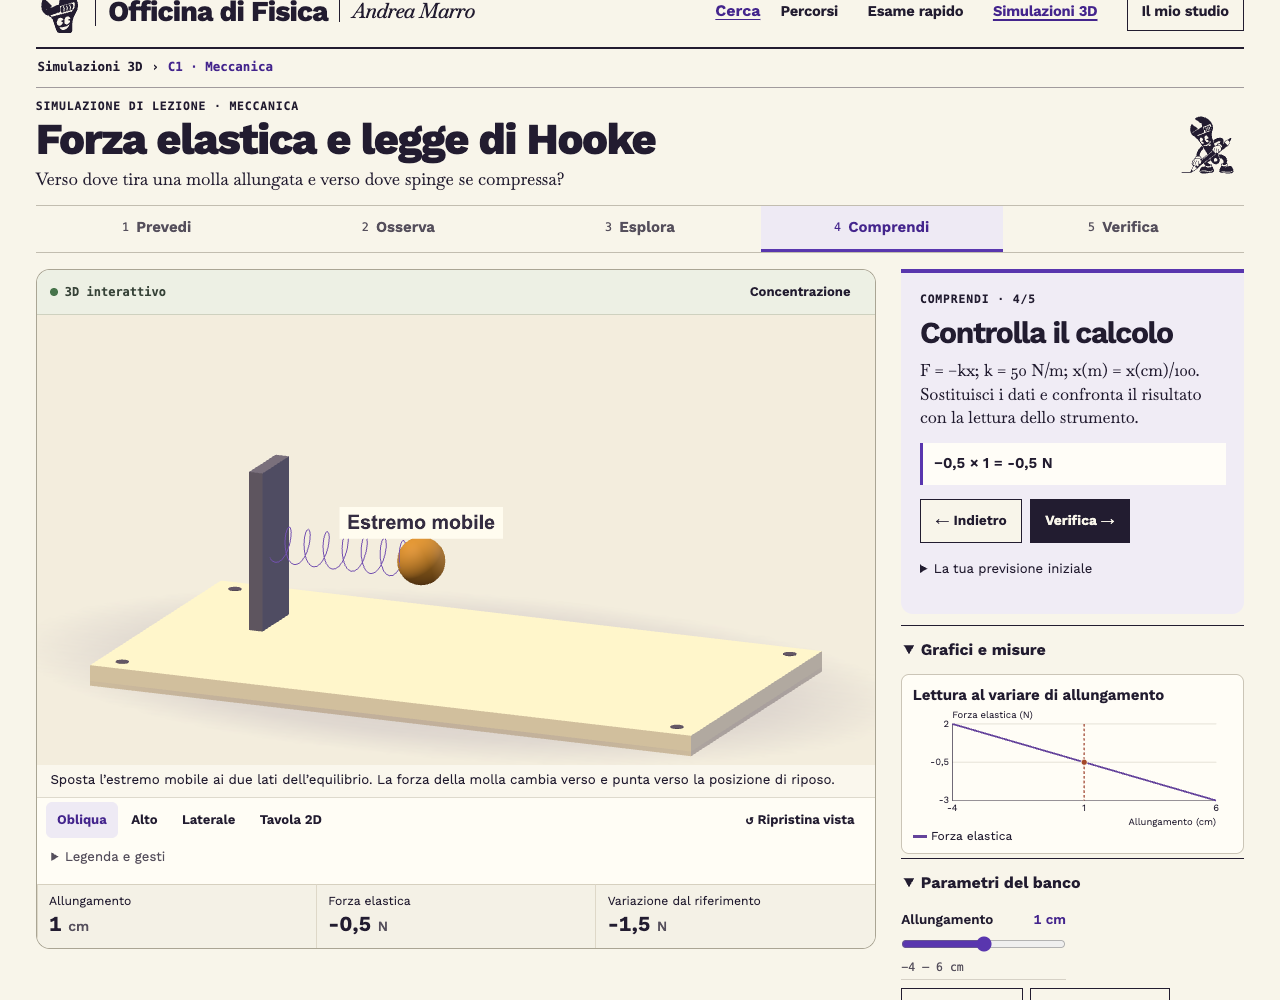 Officina di Fisica
Andrea Marro
Cerca
Percorsi
Esame rapido
Simulazioni 3D
Il mio studio
Simulazioni 3D › C1 · Meccanica
SIMULAZIONE DI LEZIONE · MECCANICA
Forza elastica e legge di Hooke
Verso dove tira una molla allungata e verso dove spinge se compressa?
1 Prevedi
2 Osserva
3 Esplora
4 Comprendi
5 Verifica
3D interattivo
Concentrazione
Estremo mobile
Sposta l’estremo mobile ai due lati dell’equilibrio. La forza della molla cambia verso e punta verso la posizione di riposo.
Obliqua
Alto
Laterale
Tavola 2D
↺ Ripristina vista
▶ Legenda e gesti
Allungamento
1 cm
Forza elastica
-0,5 N
Variazione dal riferimento
-1,5 N
COMPRENDI · 4/5
Controlla il calcolo
F = −kx; k = 50 N/m; x(m) = x(cm)/100.
Sostituisci i dati e confronta il risultato
con la lettura dello strumento.
−0,5 × 1 = -0,5 N
← Indietro
Verifica →
▶ La tua previsione iniziale
▼ Grafici e misure
Lettura al variare di allungamento
Forza elastica (N)
2
-0,5
-3
-4
1
6
Allungamento (cm)
Forza elastica
▼ Parametri del banco
Allungamento
1 cm
−4 — 6 cm